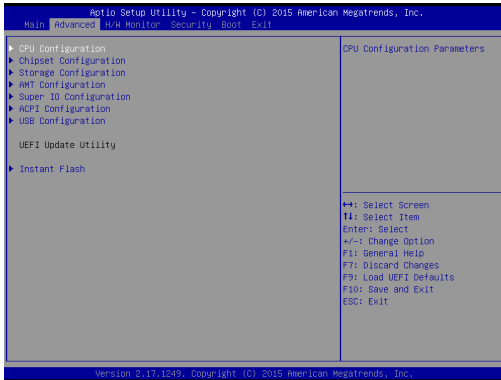 Aptio Setup Utility – Copyright (C) 2015 American Megatrends, Inc.
Main Advanced H/W Monitor Security Boot Exit
▶ CPU Configuration
▶ Chipset Configuration
▶ Storage Configuration
▶ AMT Configuration
▶ Super IO Configuration
▶ ACPI Configuration
▶ USB Configuration
UEFI Update Utility
▶ Instant Flash
CPU Configuration Parameters
↔: Select Screen
↑↓: Select Item
Enter: Select
+/-: Change Option
F1: General Help
F7: Discard Changes
F9: Load UEFI Defaults
F10: Save and Exit
ESC: Exit
Version 2.17.1249. Copyright (C) 2015 American Megatrends, Inc.